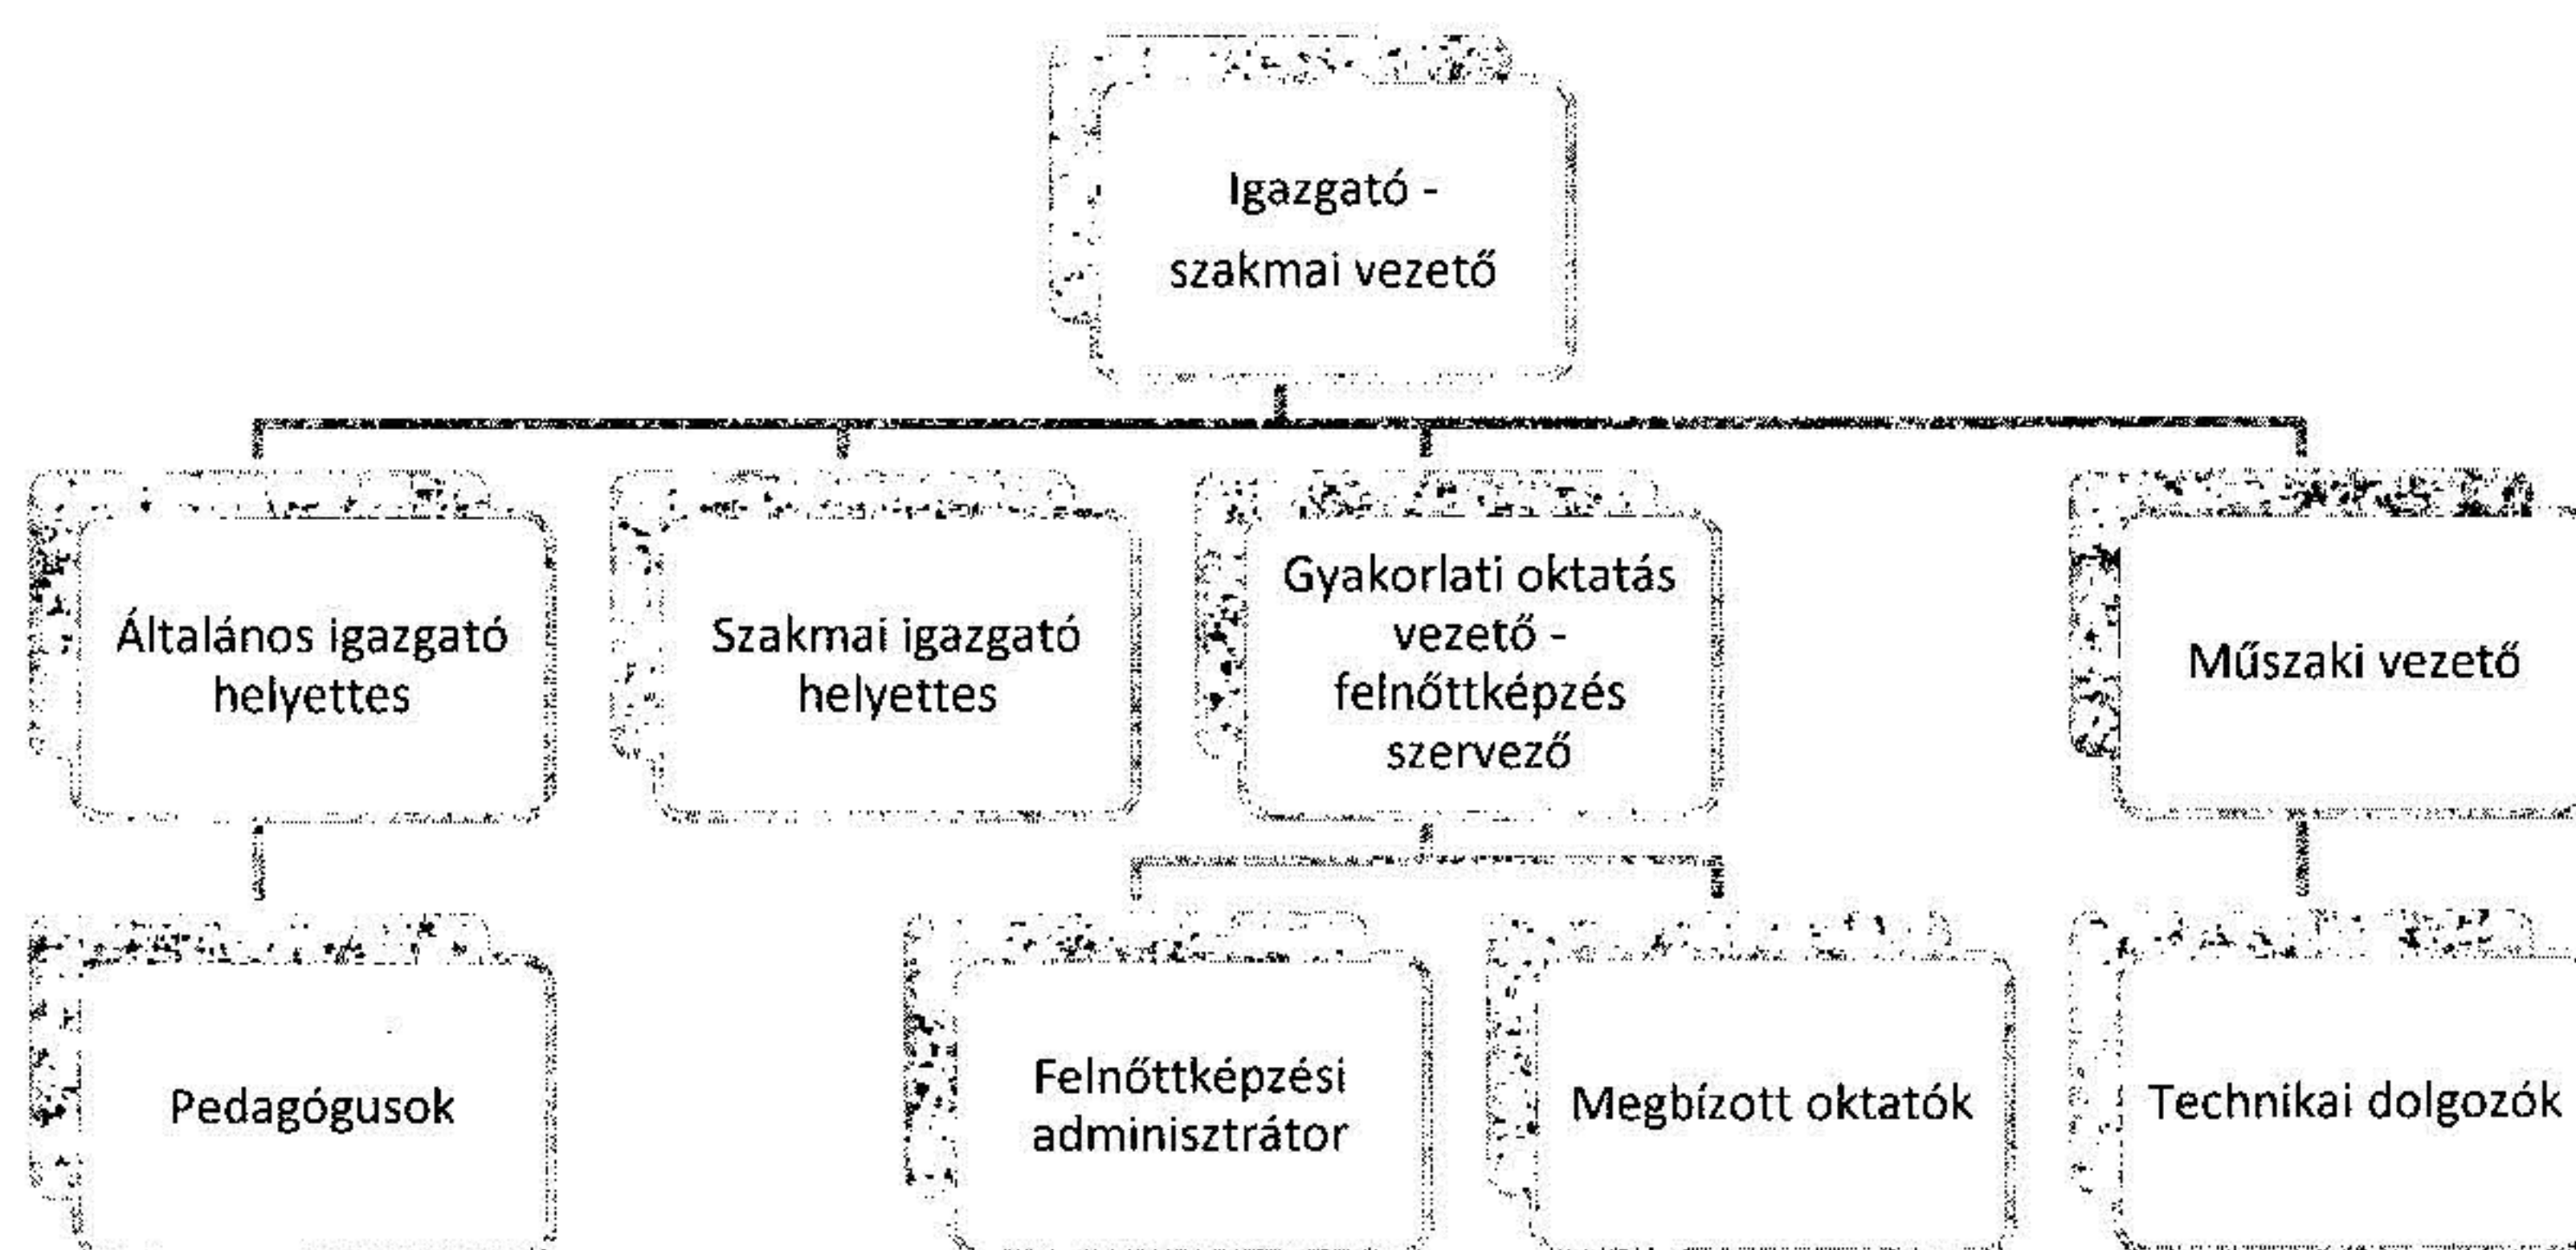 Igazgató -
szakmai vezető
Általános igazgató
helyettes
Szakmai igazgató
helyettes
Gyakorlati oktatás
vezető -
felnőttképzés
szervező
Műszaki vezető
Pedagógusok
Felnőttképzési
adminisztrátor
Megbízott oktatók
Technikai dolgozók